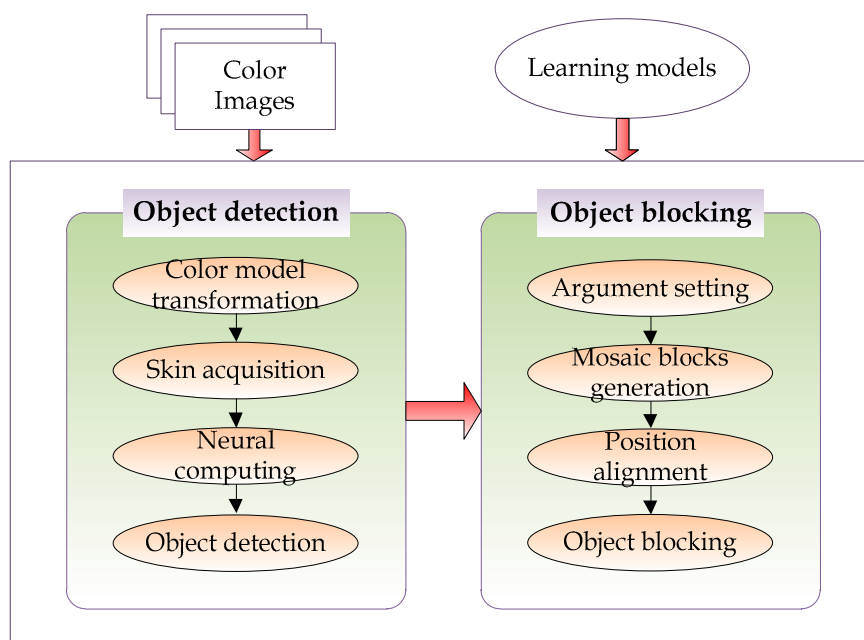 Color
Images
Learning models
Object detection
Color model
transformation
Skin acquisition
Neural
computing
Object detection
Object blocking
Argument setting
Mosaic blocks
generation
Position
alignment
Object blocking